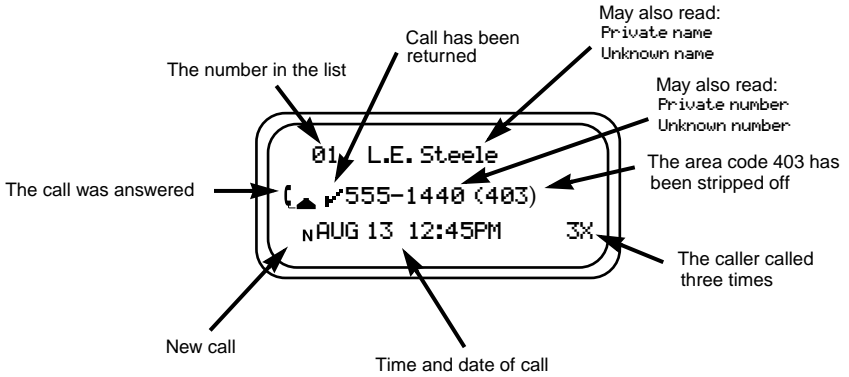 May also read:
Private name
Unknown name
Call has been
returned
The number in the list
May also read:
Private number
Unknown number
01 L.E. Steele
The area code 403 has
been stripped off
The call was answered
555-1440 (403)
N AUG 13 12:45PM 3X
The caller called
three times
New call
Time and date of call